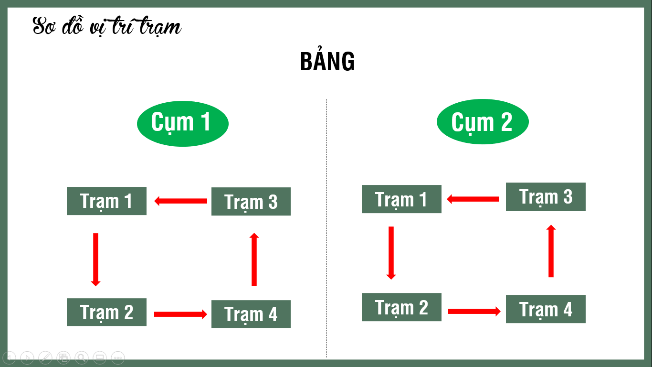 Sơ đồ vị trí trạm
BẢNG
Cụm 1
Trạm 1
Trạm 3
Trạm 2
Trạm 4
Cụm 2
Trạm 1
Trạm 3
Trạm 2
Trạm 4